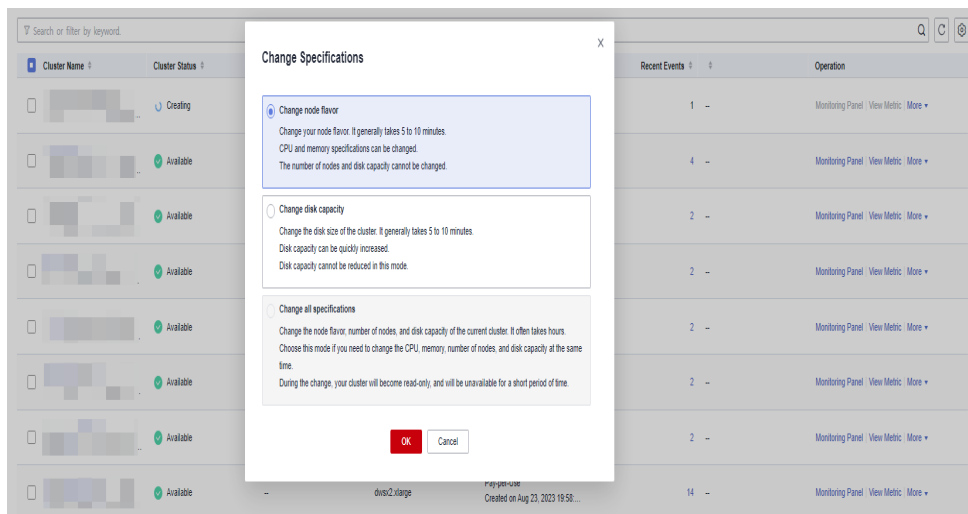 Search or filter by keyword.
Cluster Name Cluster Status Recent Events Operation
Change Specifications
X
Creating 1 -- Monitoring Panel View Metric More
Change node flavor
Change your node flavor. It generally takes 5 to 10 minutes.
CPU and memory specifications can be changed.
The number of nodes and disk capacity cannot be changed.
Available 4 -- Monitoring Panel View Metric More
Change disk capacity
Available 2 -- Monitoring Panel View Metric More
Change the disk size of the cluster. It generally takes 5 to 10 minutes.
Disk capacity can be quickly increased.
Disk capacity cannot be reduced in this mode.
Available 2 -- Monitoring Panel View Metric More
Change all specifications
Change the node flavor, number of nodes, and disk capacity of the current cluster. It often takes hours.
Choose this mode if you need to change the CPU, memory, number of nodes, and disk capacity at the same
time.
During the change, your cluster will become read-only, and will be unavailable for a short period of time.
Available 2 -- Monitoring Panel View Metric More
Available 2 -- Monitoring Panel View Metric More
OK Cancel
Available 2 -- Monitoring Panel View Metric More
Pay-per-Use
Available -- dwsx2.xlarge Created on Aug 23, 2023 19:58:... 14 -- Monitoring Panel View Metric More